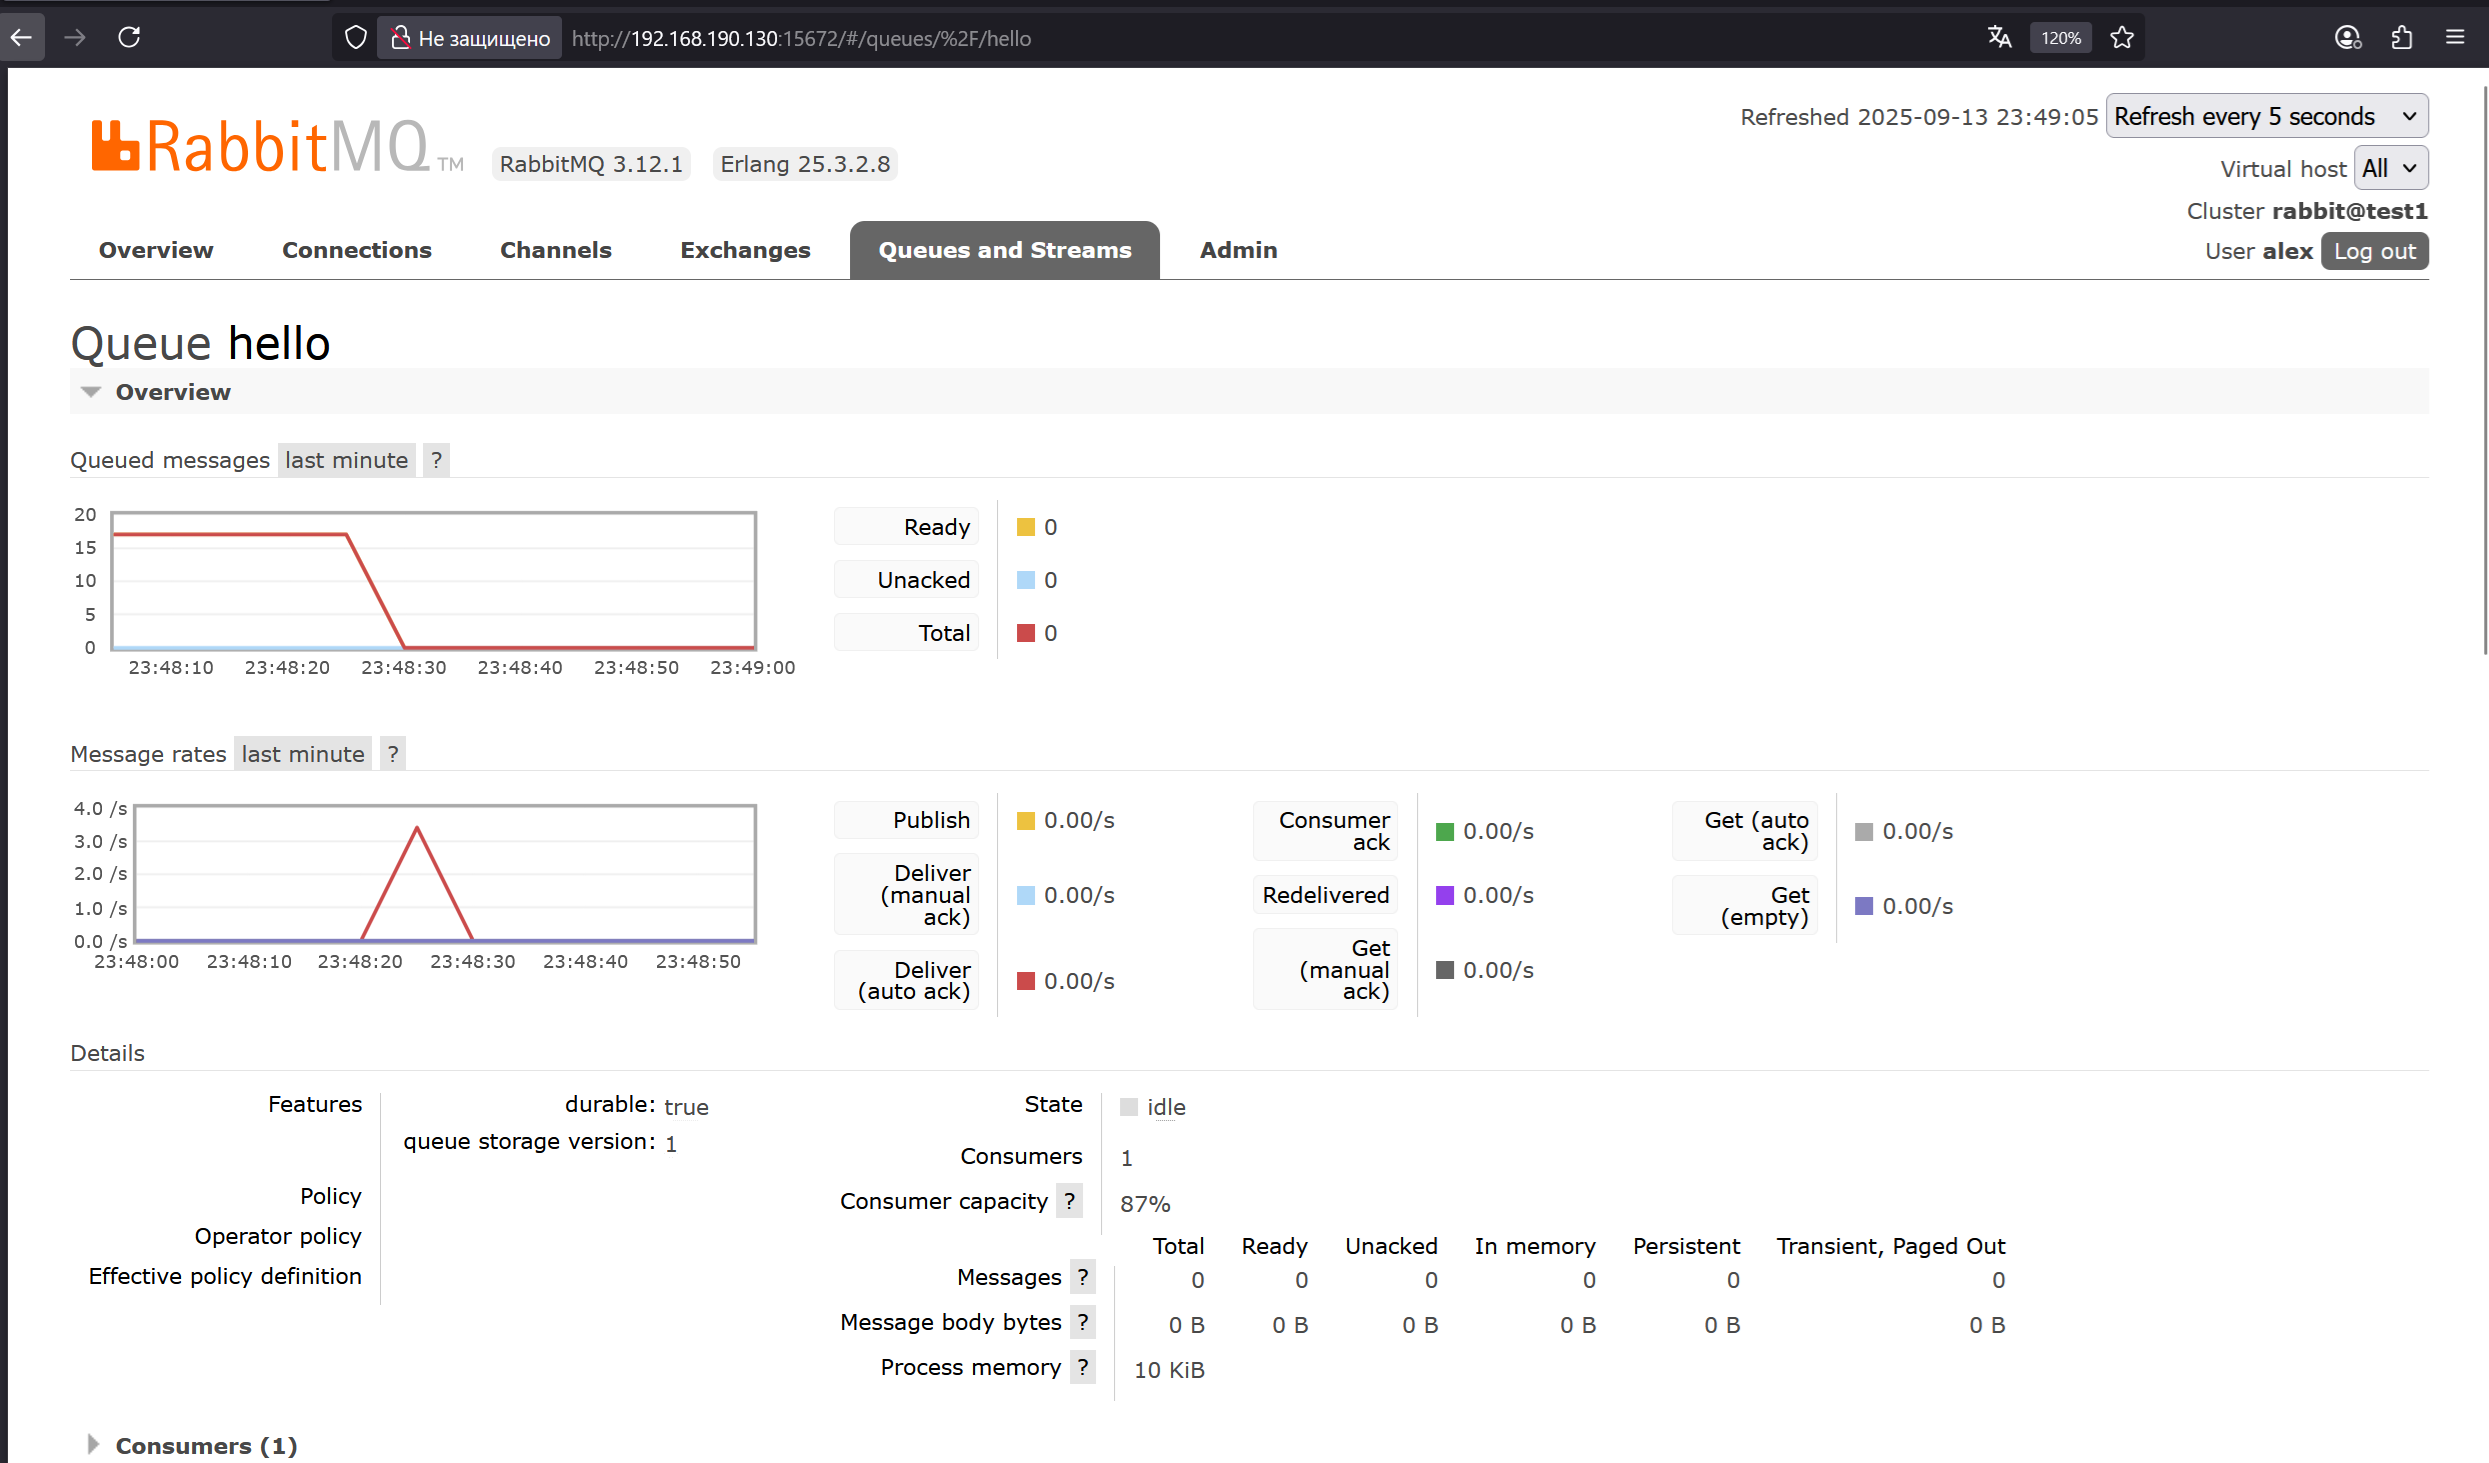 Не защищено http://192.168.190.130:15672/#/queues/%2F/hello 120%
RabbitMQ TM RabbitMQ 3.12.1 Erlang 25.3.2.8
Refreshed 2025-09-13 23:49:05 Refresh every 5 seconds
Virtual host All
Cluster rabbit@test1
User alex Log out
Overview Connections Channels Exchanges Queues and Streams Admin
Queue hello
Overview
Queued messages last minute ?
20
15
10
5
0
23:48:10 23:48:20 23:48:30 23:48:40 23:48:50 23:49:00
Ready 0
Unacked 0
Total 0
Message rates last minute ?
4.0 /s
3.0 /s
2.0 /s
1.0 /s
0.0 /s
23:48:00 23:48:10 23:48:20 23:48:30 23:48:40 23:48:50
Publish 0.00/s
Deliver
(manual 0.00/s
ack)
Deliver
(auto ack) 0.00/s
Consumer
ack 0.00/s
Redelivered 0.00/s
Get
(manual 0.00/s
ack)
Get (auto
ack) 0.00/s
Get
(empty) 0.00/s
Details
Features durable: true
queue storage version: 1
Policy
Operator policy
Effective policy definition
State idle
Consumers 1
Consumer capacity ? 87%
Total Ready Unacked In memory Persistent Transient, Paged Out
Messages ? 0 0 0 0 0 0
Message body bytes ? 0 B 0 B 0 B 0 B 0 B 0 B
Process memory ? 10 KiB
Consumers (1)